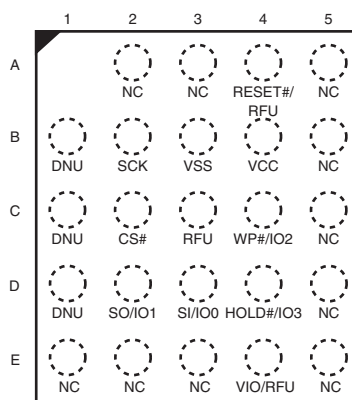 1 2 3 4 5
A
NC NC RESET#/ NC
RFU
B
DNU SCK VSS VCC NC
C
DNU CS# RFU WP#/IO2 NC
D
DNU SO/IO1 SI/IO0 HOLD#/IO3 NC
E
NC NC NC VIO/RFU NC